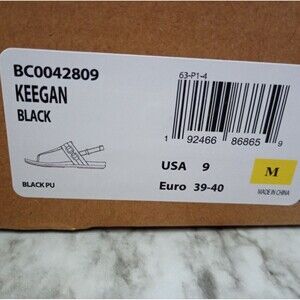 BC0042809
KEEGAN
BLACK
BLACK PU
63-P1-4
1 92466 86865 9
USA 9
Euro 39-40
M
MADE IN CHINA